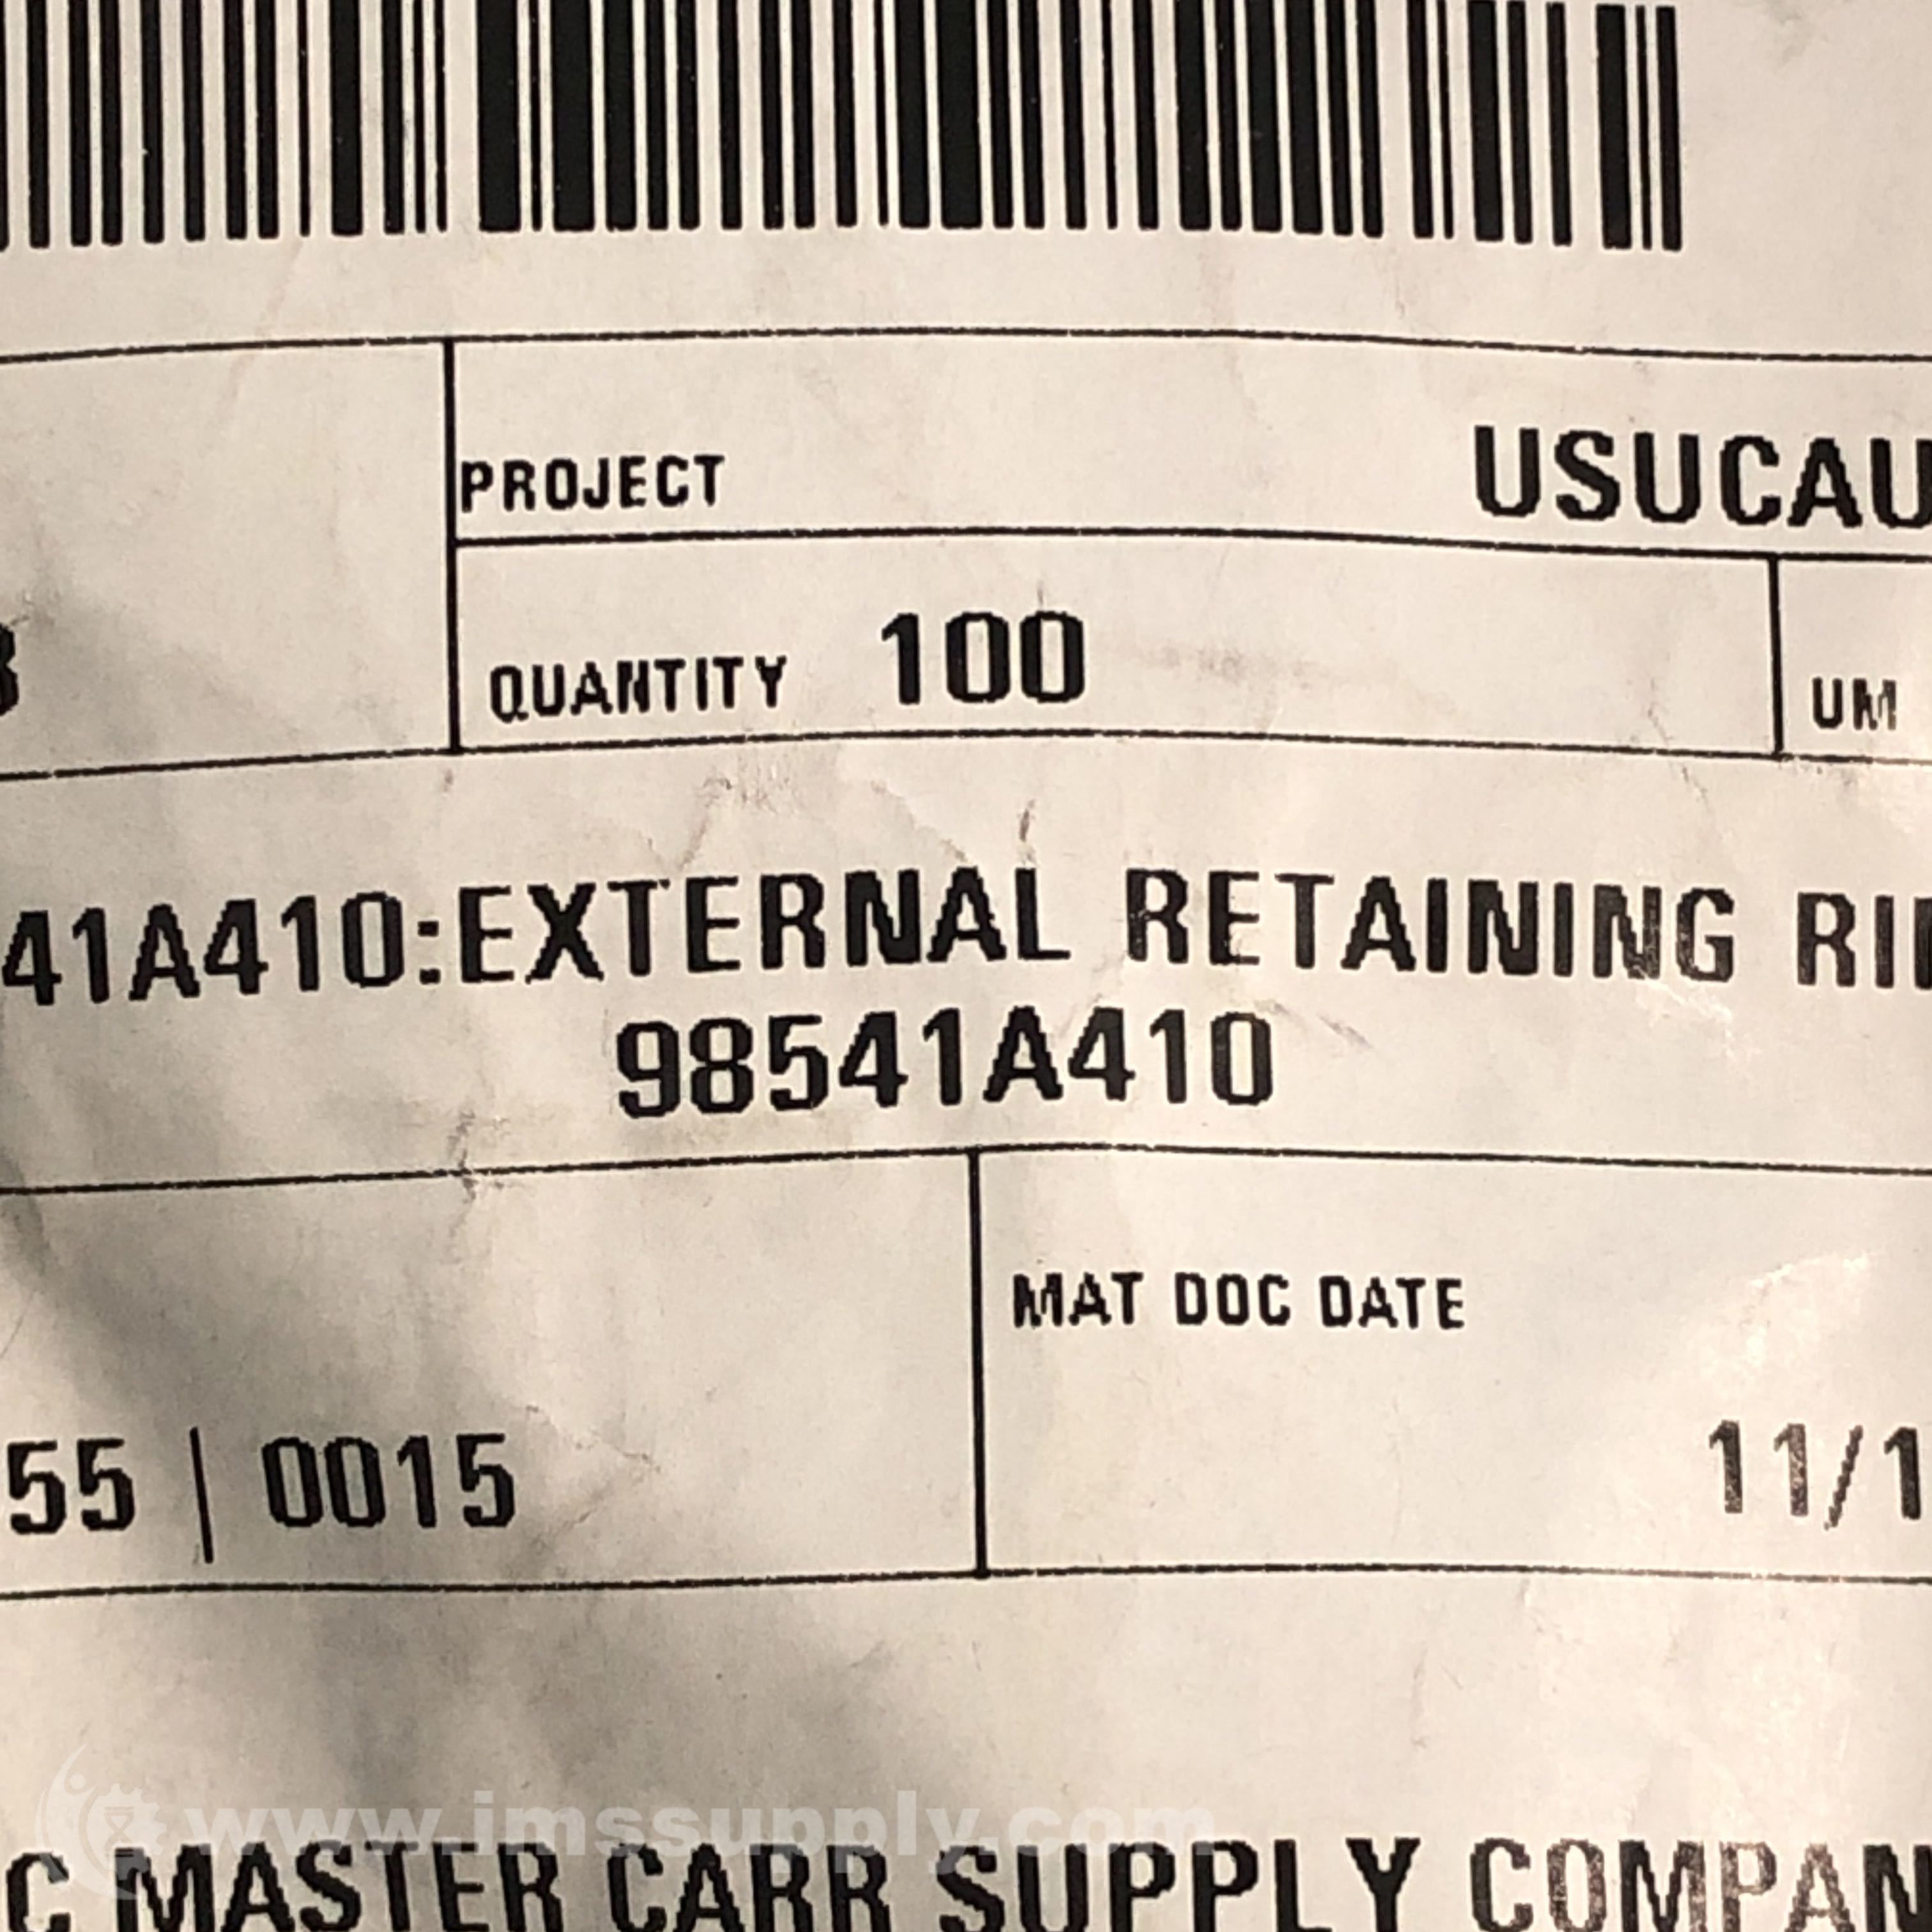 PROJECT USUCAU
QUANTITY 100 UM
41A410:EXTERNAL RETAINING RI
98541A410
MAT DOC DATE
55 | 0015 11/1
www.imssupply.com
C MASTER CARR SUPPLY COMPAN